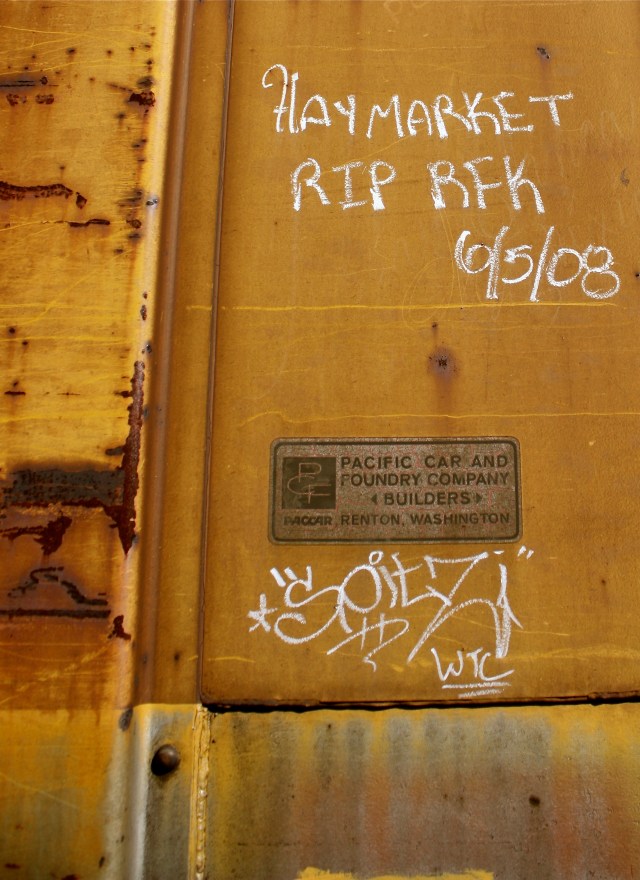 HAYMARKET
RIP RFK
6/5/08
PACIFIC CAR AND
FOUNDRY COMPANY
BUILDERS
PACCAR RENTON, WASHINGTON
WTC